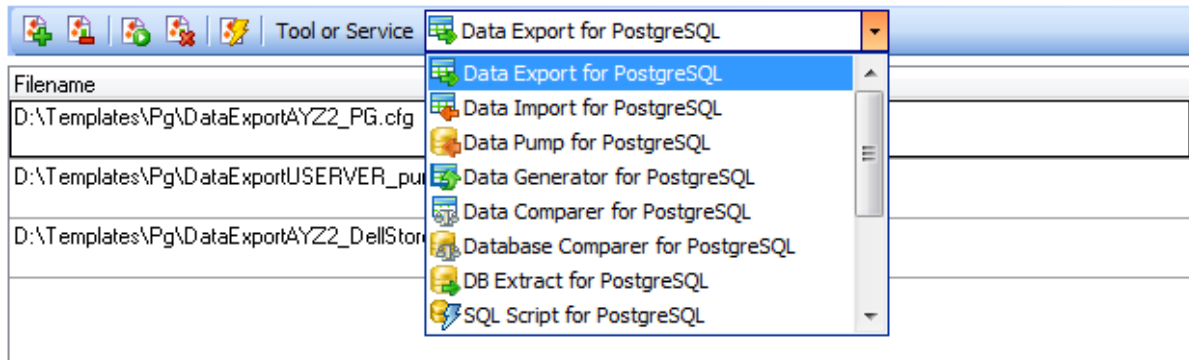 Tool or Service Data Export for PostgreSQL
Data Export for PostgreSQL
Filename
Data Import for PostgreSQL
D:\Templates\Pg\DataExportAYZ2_PG.cfg
Data Pump for PostgreSQL
D:\Templates\Pg\DataExportUSERVER_pu
Data Generator for PostgreSQL
Data Comparer for PostgreSQL
D:\Templates\Pg\DataExportAYZ2_DellStor
Database Comparer for PostgreSQL
DB Extract for PostgreSQL
SQL Script for PostgreSQL